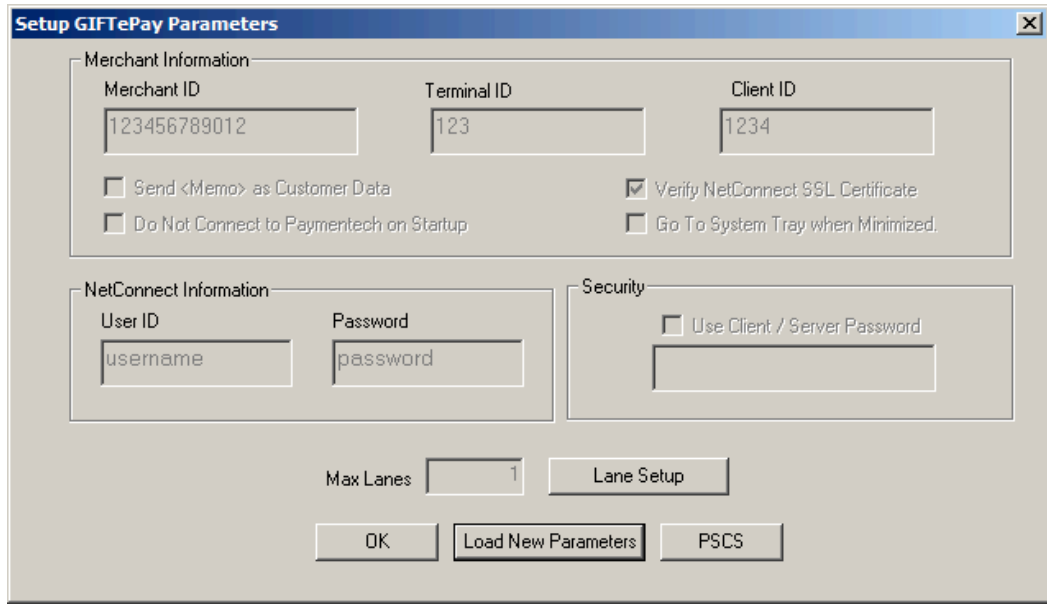 Setup GIFTePay Parameters
Merchant Information
Merchant ID Terminal ID Client ID
123456789012 123 1234
Send <Memo> as Customer Data Verify NetConnect SSL Certificate
Do Not Connect to Paymentech on Startup Go To System Tray when Minimized.
NetConnect Information Security
User ID Password Use Client / Server Password
username password
Max Lanes 1 Lane Setup
OK Load New Parameters PSCS